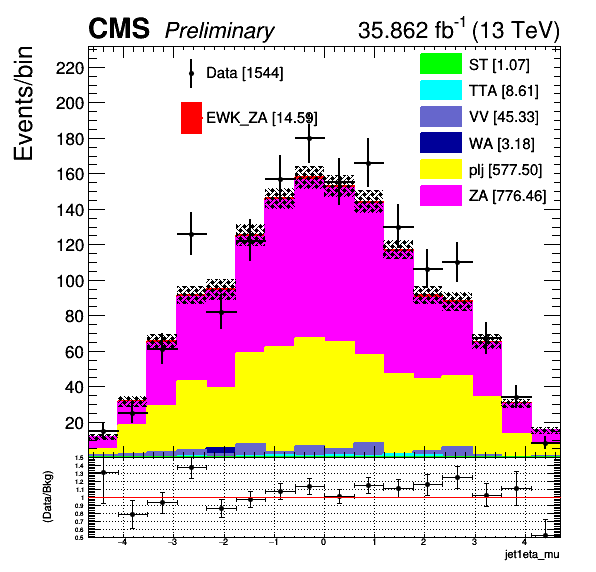 CMS Preliminary 35.862 fb-1 (13 TeV)
Events/bin
220
200
180
160
140
120
100
80
60
40
20
Data [1544]
EWK_ZA [14.59]
ST [1.07]
TTA [8.61]
VV [45.33]
WA [3.18]
plj [577.50]
ZA [776.46]
(Data/Bkg)
1.5
1.4
1.3
1.2
1.1
1
0.9
0.8
0.7
0.6
0.5
−4 −3 −2 −1 0 1 2 3 4
jet1eta_mu